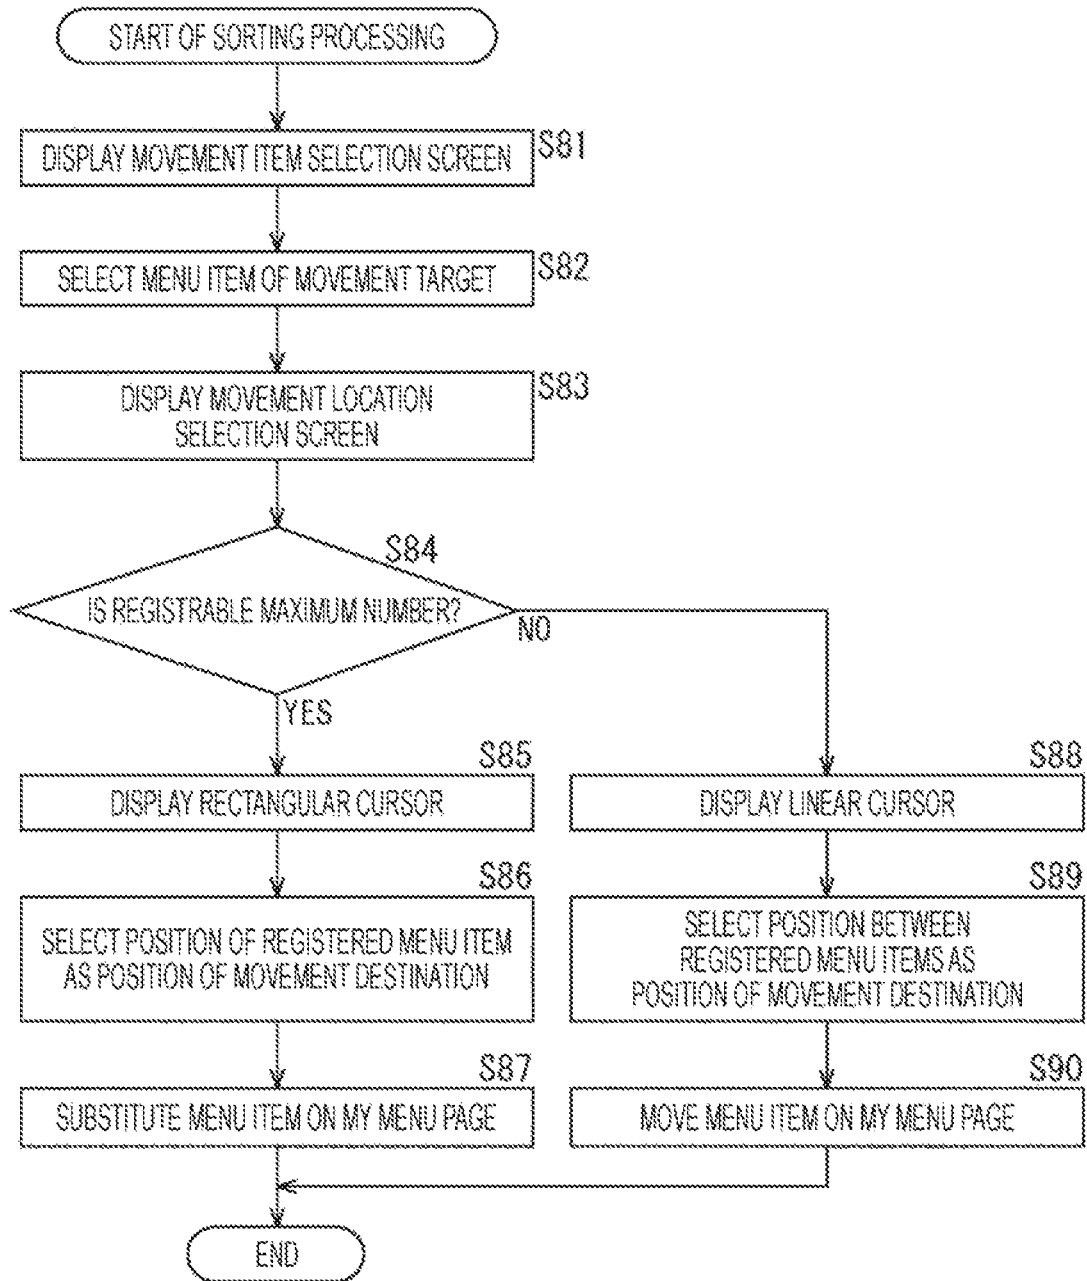 START OF SORTING PROCESSING
S81
DISPLAY MOVEMENT ITEM SELECTION SCREEN
S82
SELECT MENU ITEM OF MOVEMENT TARGET
S83
DISPLAY MOVEMENT LOCATION
SELECTION SCREEN
S84
IS REGISTRABLE MAXIMUM NUMBER?
NO
YES
S85
DISPLAY RECTANGULAR CURSOR
S86
SELECT POSITION OF REGISTERED MENU ITEM
AS POSITION OF MOVEMENT DESTINATION
S87
SUBSTITUTE MENU ITEM ON MY MENU PAGE
S88
DISPLAY LINEAR CURSOR
S89
SELECT POSITION BETWEEN
REGISTERED MENU ITEMS AS
POSITION OF MOVEMENT DESTINATION
S90
MOVE MENU ITEM ON MY MENU PAGE
END